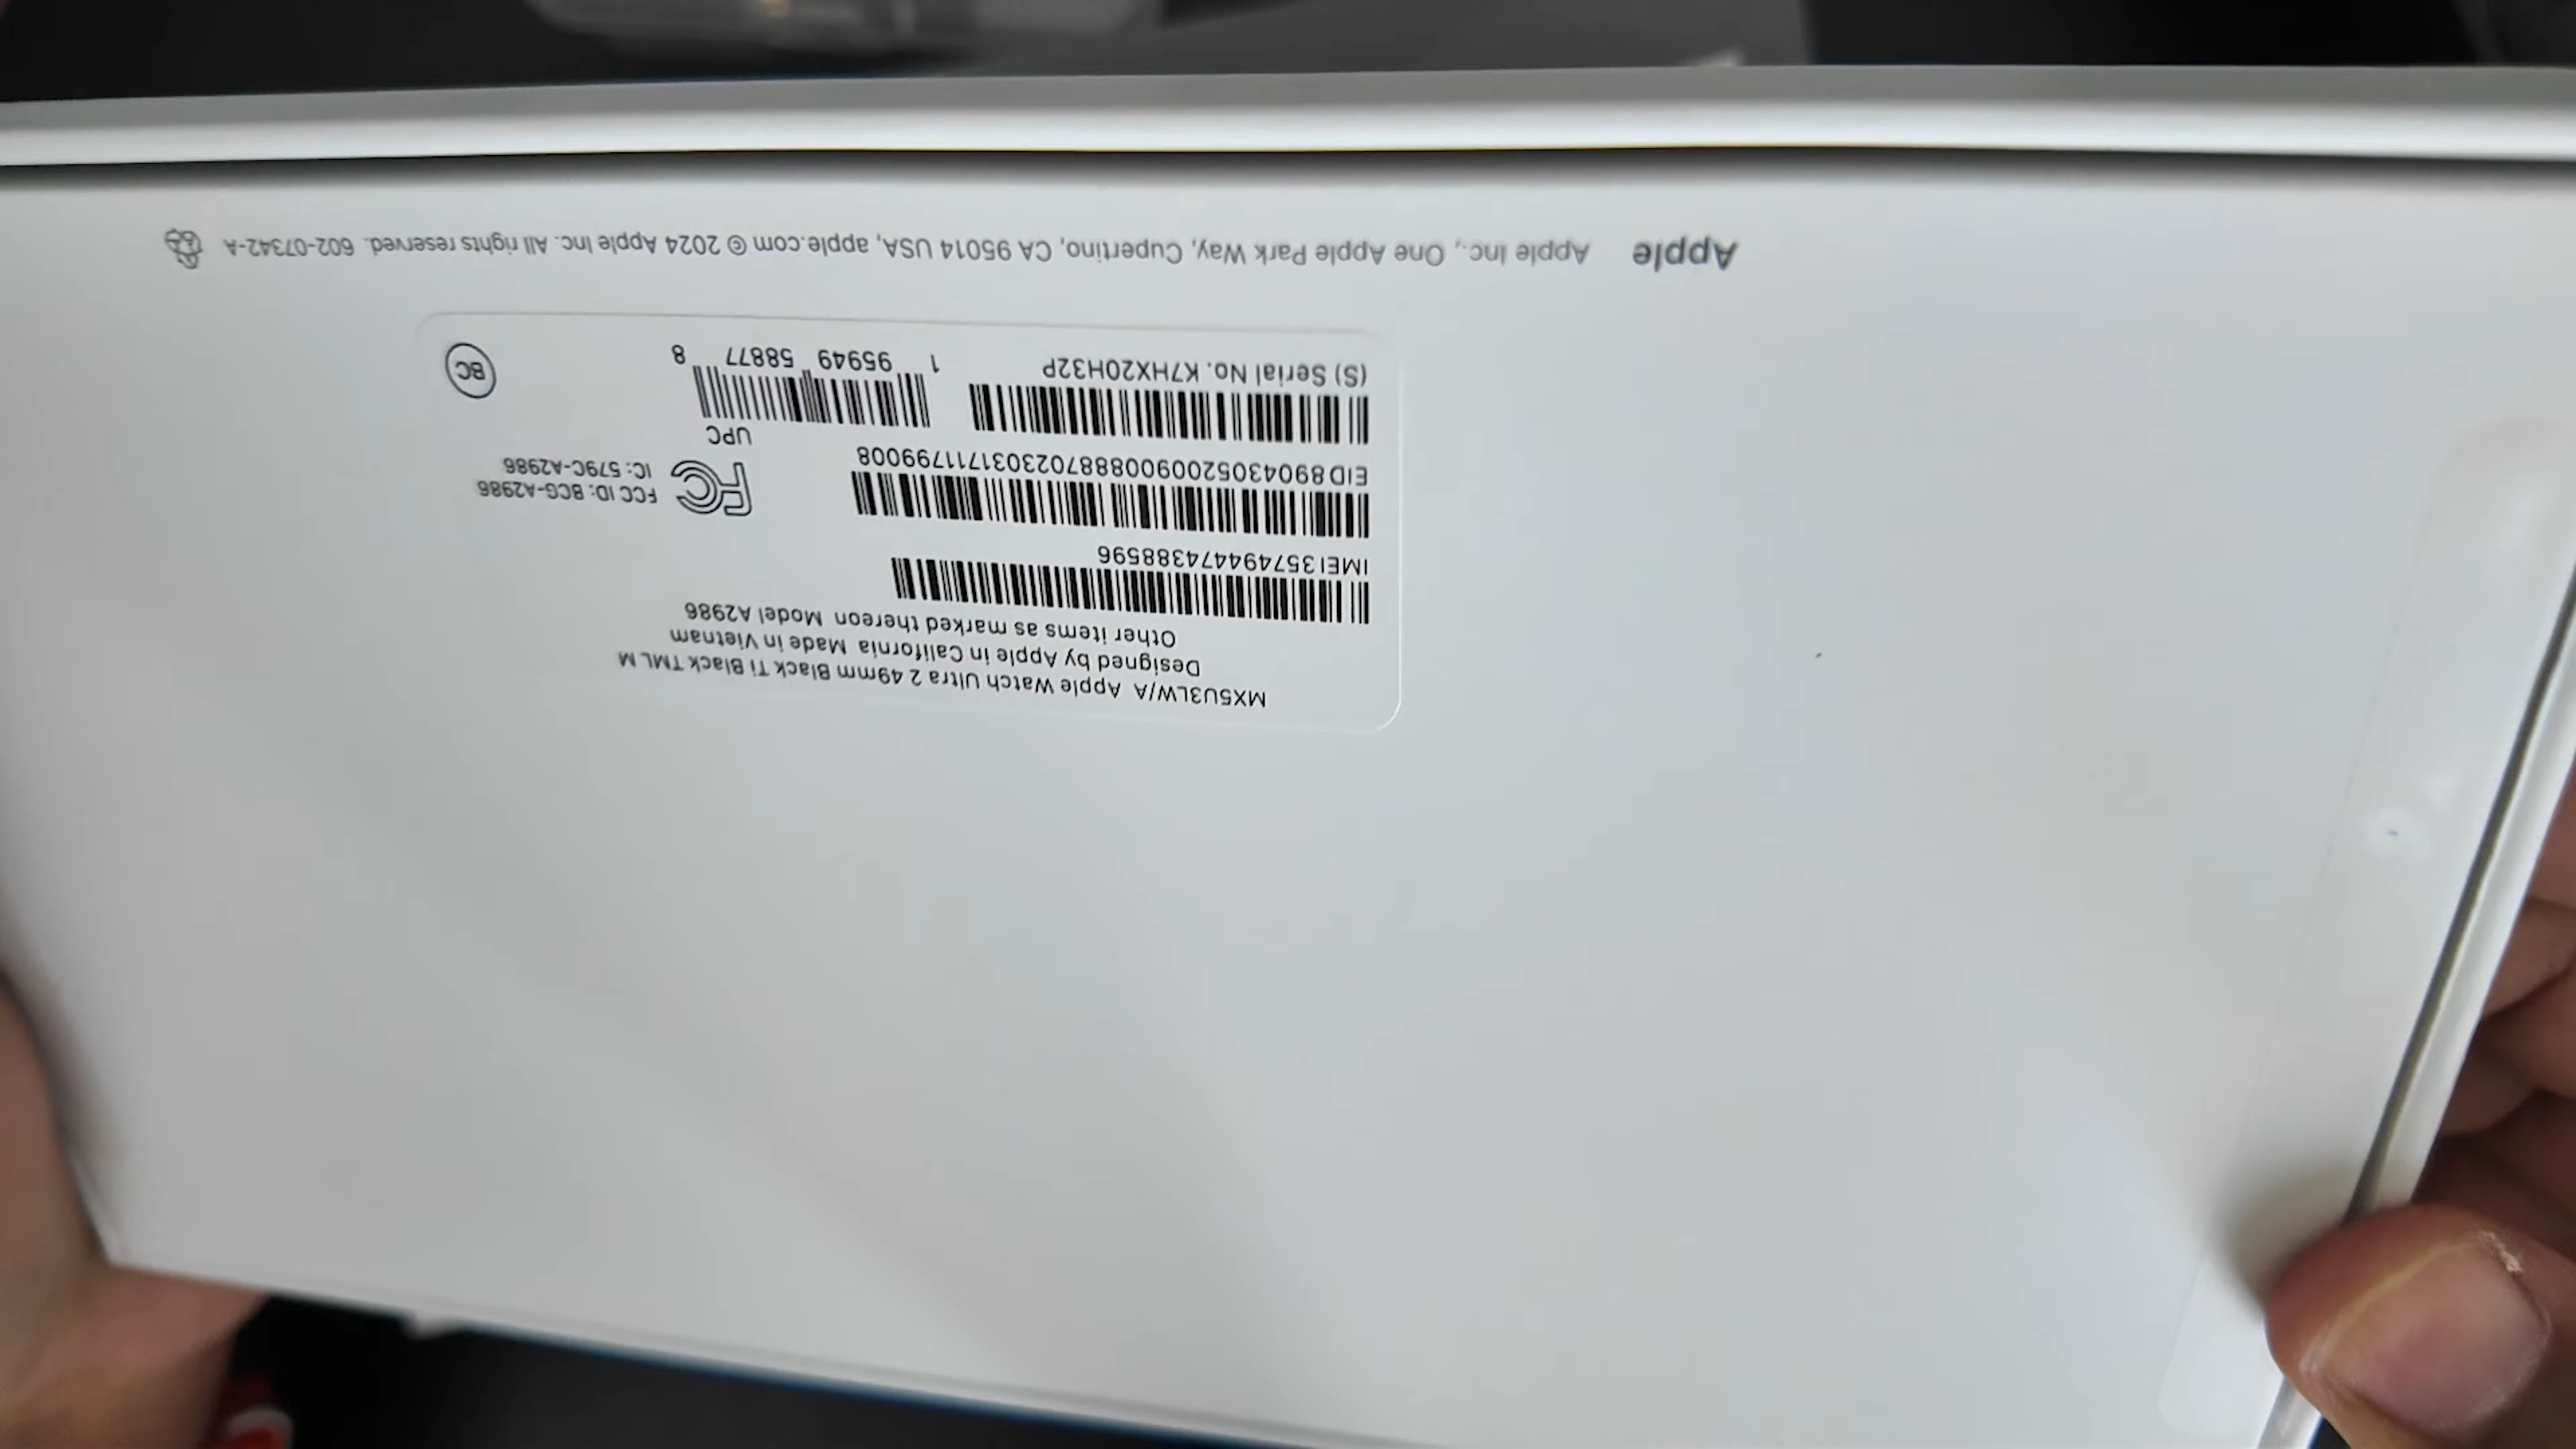 MX5U3LW/A Apple Watch Ultra 2 49mm Black Ti Black TML M
Designed by Apple in California Made in Vietnam
Other items as marked thereon Model A2986
IMEI 357494474388596
EID 89043052009008887023031711799008
(S) Serial No. K7HX20H32P
FCC ID: BCG-A2986
IC: 579C-A2986
UPC
1 95949 58877 8
BC
Apple Apple Inc., One Apple Park Way, Cupertino, CA 95014 USA, apple.com © 2024 Apple Inc. All rights reserved. 602-07342-A